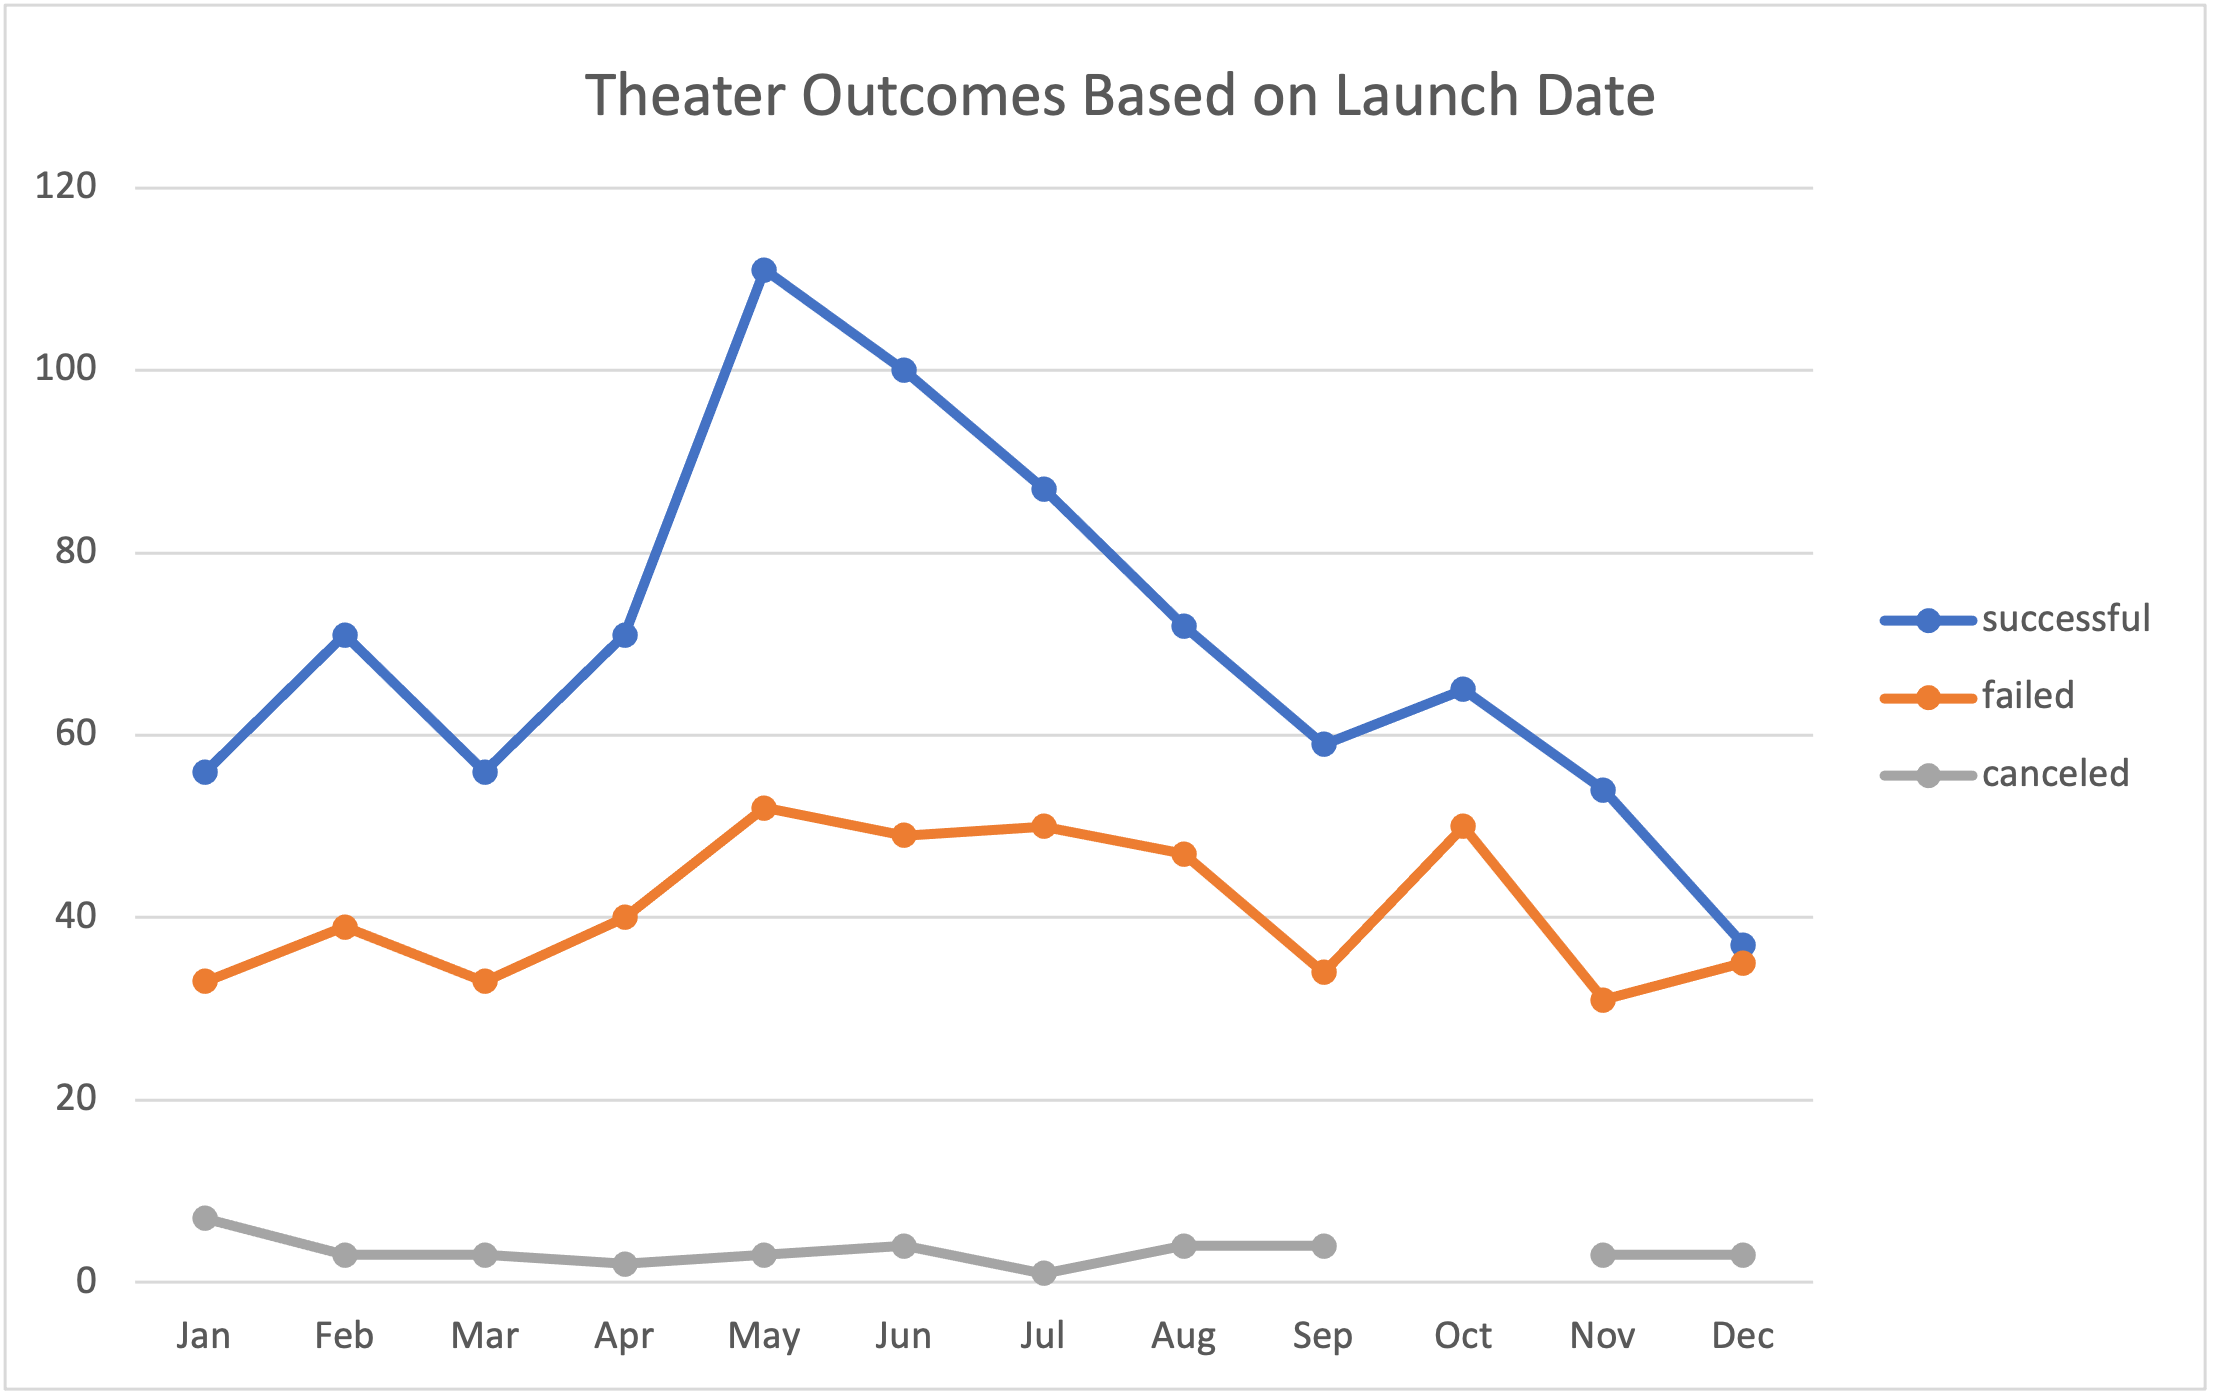 Theater Outcomes Based on Launch Date
120
100
80
60
40
20
0
Jan Feb Mar Apr May Jun Jul Aug Sep Oct Nov Dec
successful
failed
canceled